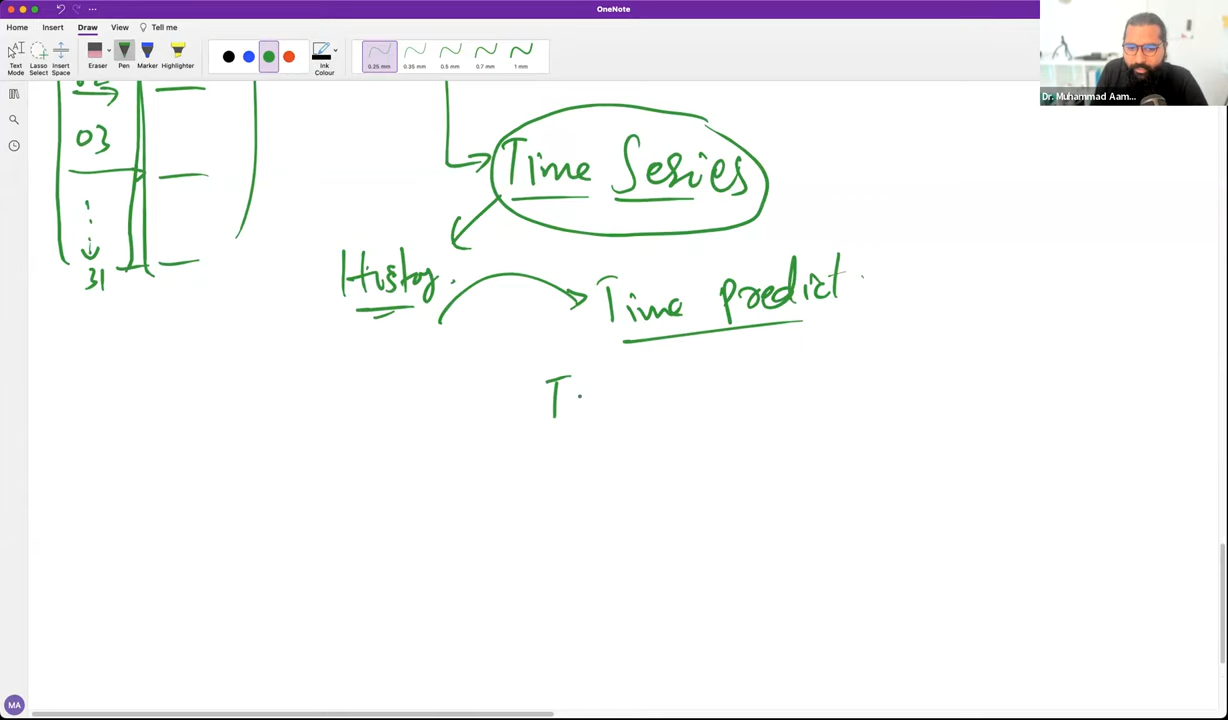 OneNote
Home Insert Draw View Tell me
Text Mode
Lasso Select
Insert Space
Eraser
Pen
Marker
Highlighter
Ink Colour
0.25 mm 0.35 mm 0.5 mm 0.7 mm 1 mm
Dr. Muhammad Aam...
03
Time Series
31
History.
Time predict
T
MA